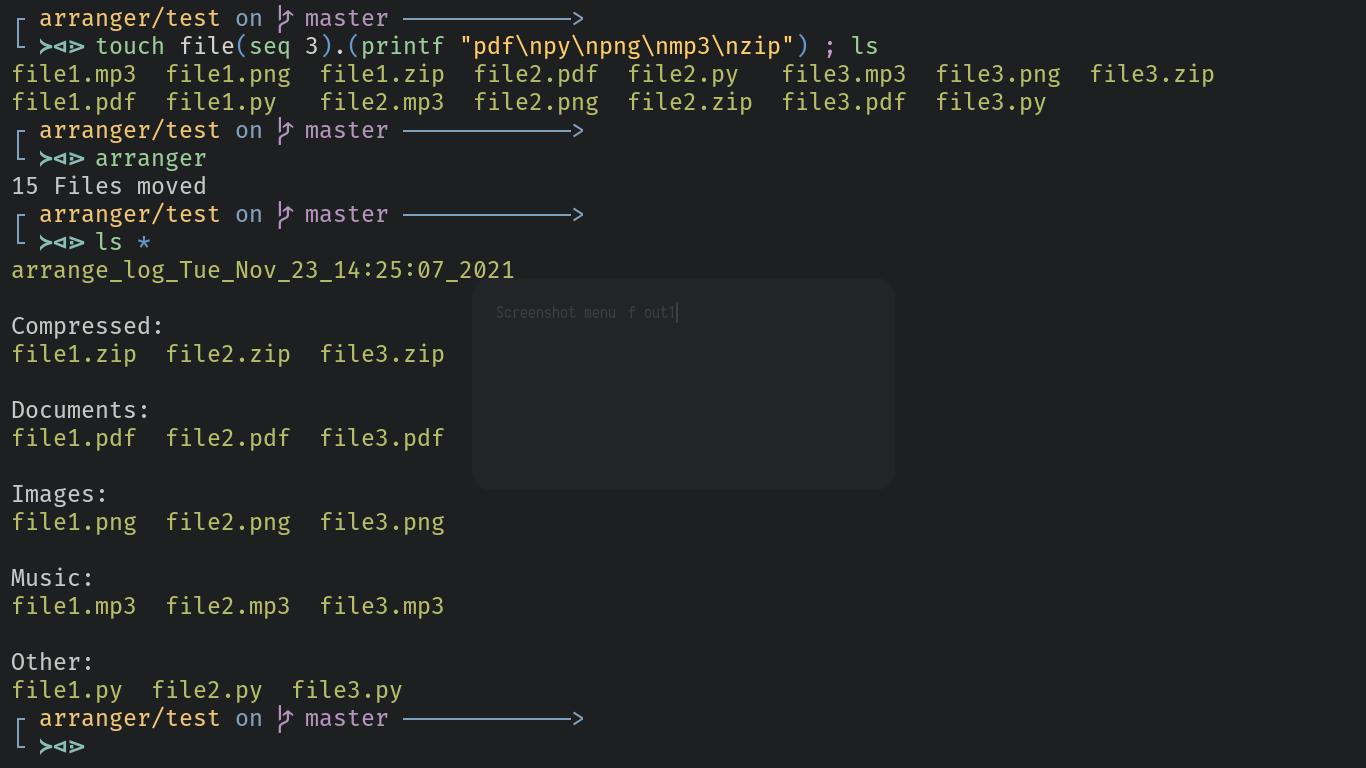 arranger/test on master ────────────>
touch file(seq 3).(printf "pdf\npy\npng\nmp3\nzip") ; ls
file1.mp3  file1.png  file1.zip  file2.pdf  file2.py   file3.mp3  file3.png  file3.zip
file1.pdf  file1.py   file2.mp3  file2.png  file2.zip  file3.pdf  file3.py
arranger/test on master ────────────>
arranger
15 Files moved
arranger/test on master ────────────>
ls *
arrange_log_Tue_Nov_23_14:25:07_2021
Screenshot menu f out1
Compressed:
file1.zip  file2.zip  file3.zip
Documents:
file1.pdf  file2.pdf  file3.pdf
Images:
file1.png  file2.png  file3.png
Music:
file1.mp3  file2.mp3  file3.mp3
Other:
file1.py  file2.py  file3.py
arranger/test on master ────────────>